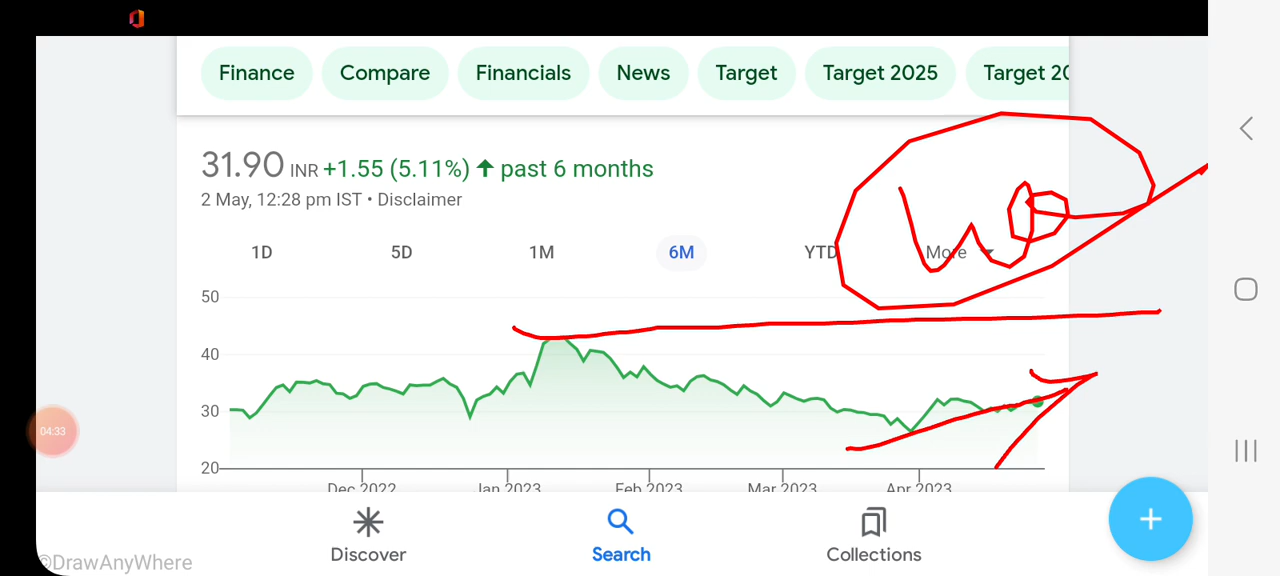 Finance Compare Financials News Target Target 2025 Target 20
31.90 INR +1.55 (5.11%) ↑ past 6 months
2 May, 12:28 pm IST • Disclaimer
1D 5D 1M 6M YTD More
50
40
30
20
Dec 2022 Jan 2023 Feb 2023 Mar 2023 Apr 2023
04:33
Discover Search Collections
©DrawAnyWhere